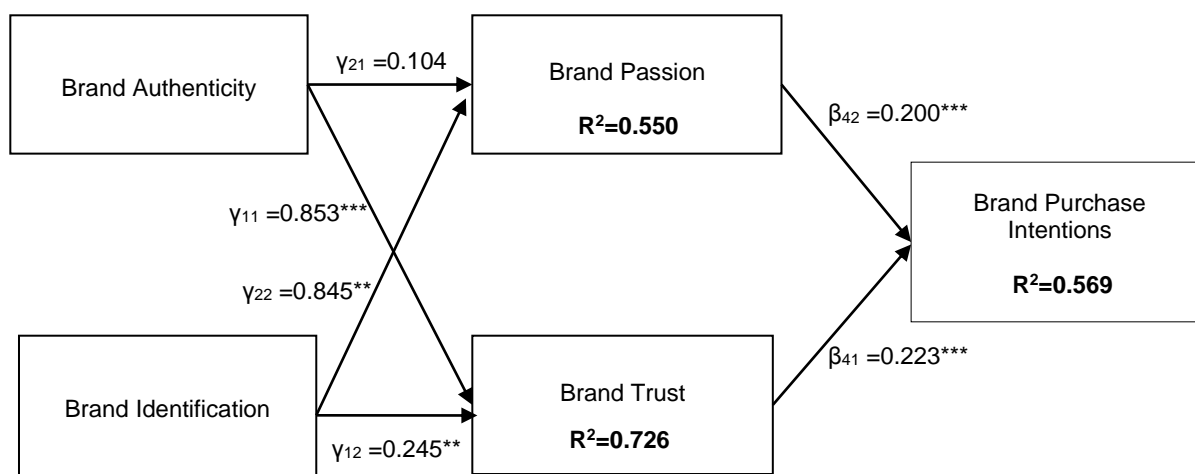 Brand Authenticity
γ21 =0.104
Brand Passion
R²=0.550
β42 =0.200***
γ11 =0.853***
Brand Purchase
Intentions
R²=0.569
γ22 =0.845**
β41 =0.223***
Brand Identification
Brand Trust
R²=0.726
γ12 =0.245**